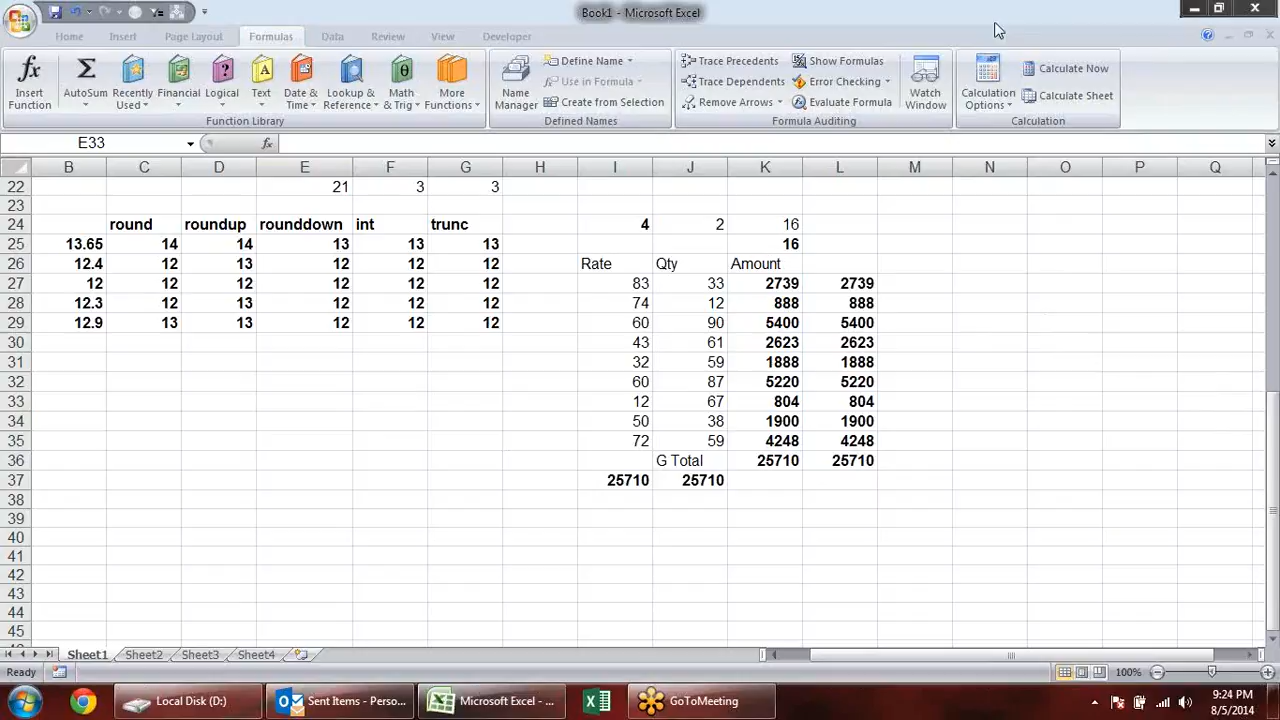 Book1 - Microsoft Excel
Home Insert Page Layout Formulas Data Review View Developer
Insert Function
AutoSum
Recently Used
Financial
Logical
Text
Date & Time
Lookup & Reference
Math & Trig
More Functions
Function Library
Name Manager
Define Name
Use in Formula
Create from Selection
Defined Names
Trace Precedents
Trace Dependents
Remove Arrows
Show Formulas
Error Checking
Evaluate Formula
Formula Auditing
Watch Window
Calculation Options
Calculate Now
Calculate Sheet
Calculation
E33 fx
B C D E F G H I J K L M N O P Q
22 21 3 3
23
24 round roundup rounddown int trunc 4 2 16
25 13.65 14 14 13 13 13 16
26 12.4 12 13 12 12 12 Rate Qty Amount
27 12 12 12 12 12 12 83 33 2739 2739
28 12.3 12 13 12 12 12 74 12 888 888
29 12.9 13 13 12 12 12 60 90 5400 5400
30 43 61 2623 2623
31 32 59 1888 1888
32 60 87 5220 5220
33 12 67 804 804
34 50 38 1900 1900
35 72 59 4248 4248
36 G Total 25710 25710
37 25710 25710
38
39
40
41
42
43
44
45
Sheet1 Sheet2 Sheet3 Sheet4
Ready 100%
Local Disk (D:) Sent Items - Perso... Microsoft Excel - ... GoToMeeting
9:24 PM
8/5/2014